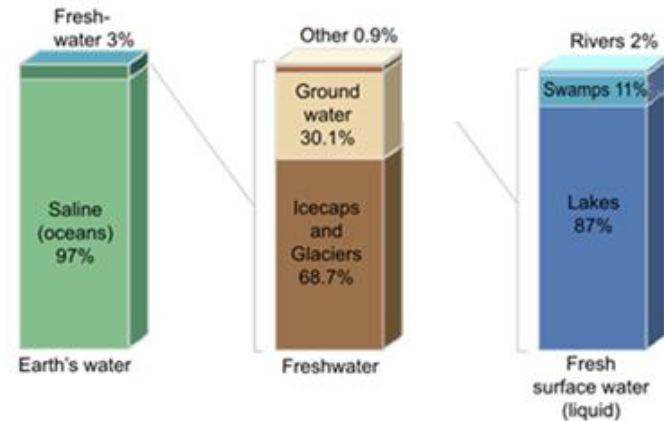 Fresh-
water 3%
Saline
(oceans)
97%
Earth's water
Other 0.9%
Ground
water
30.1%
Icecaps
and
Glaciers
68.7%
Freshwater
Rivers 2%
Swamps 11%
Lakes
87%
Fresh
surface water
(liquid)